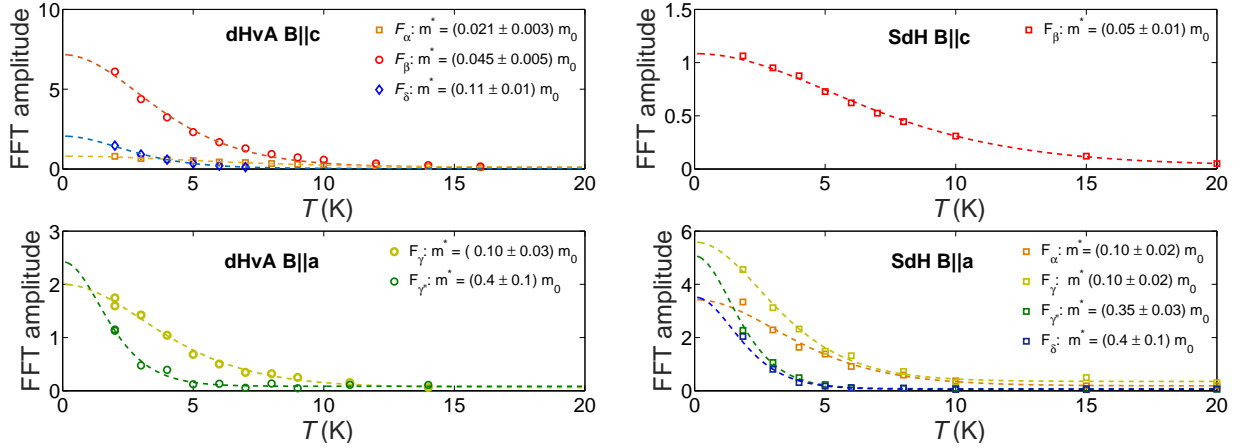 dHvA B||c
F_α: m* = (0.021 ± 0.003) m_0
F_β: m* = (0.045 ± 0.005) m_0
F_δ: m* = (0.11 ± 0.01) m_0
FFT amplitude
10
5
0
0 5 10 15 20
T (K)
SdH B||c
F_β: m* = (0.05 ± 0.01) m_0
FFT amplitude
1.5
1
0.5
0
0 5 10 15 20
T (K)
dHvA B||a
F_γ: m* = ( 0.10 ± 0.03) m_0
F_γ*: m* = (0.4 ± 0.1) m_0
FFT amplitude
3
2
1
0
0 5 10 15 20
T (K)
SdH B||a
F_α: m* = (0.10 ± 0.02) m_0
F_γ: m* (0.10 ± 0.02) m_0
F_γ*: m* = (0.35 ± 0.03) m_0
F_δ: m* = (0.4 ± 0.1) m_0
FFT amplitude
6
4
2
0
0 5 10 15 20
T (K)